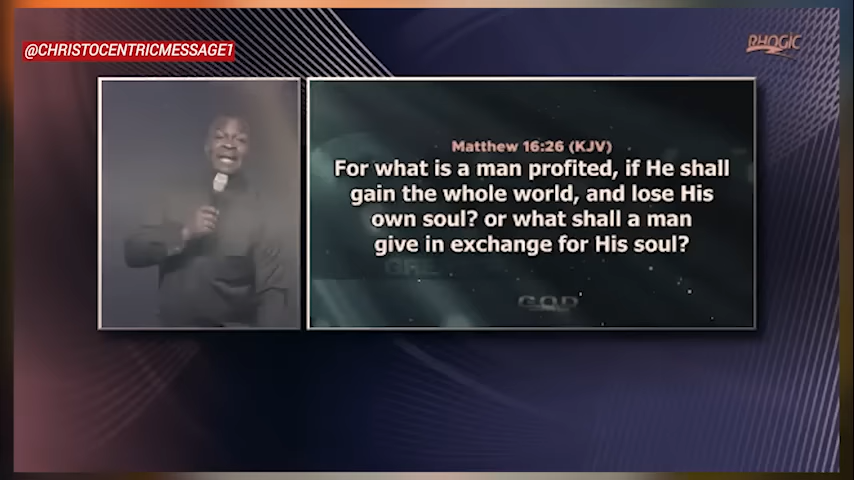 @CHRISTOCENTRICMESSAGE1
RHOGIC
Matthew 16:26 (KJV)
For what is a man profited, if He shall
gain the whole world, and lose His
own soul? or what shall a man
give in exchange for His soul?
GOD